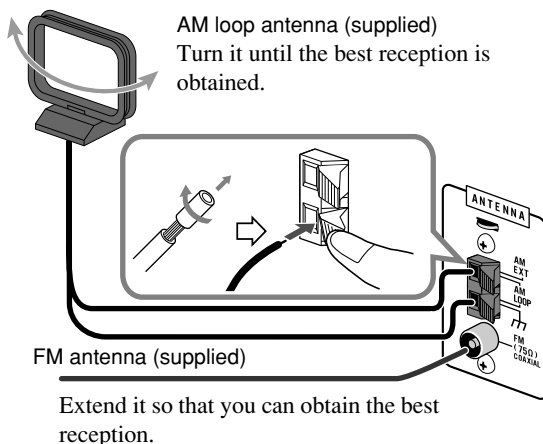 AM loop antenna (supplied)
Turn it until the best reception is
obtained.
ANTENNA
AM
EXT
AM
LOOP
FM
(75Ω)
COAXIAL
FM antenna (supplied)
Extend it so that you can obtain the best
reception.